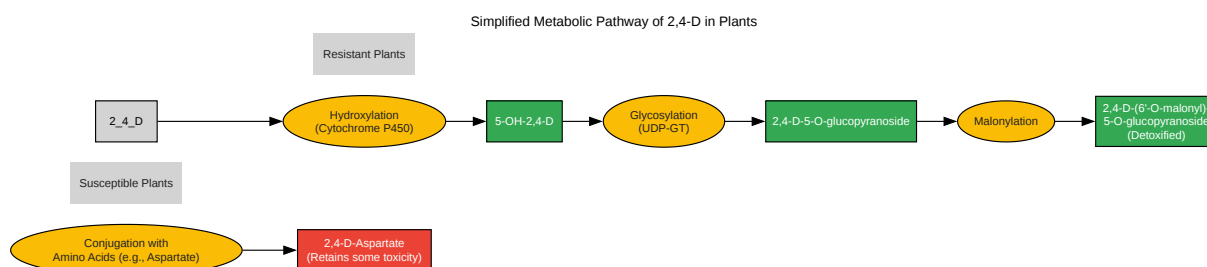 Simplified Metabolic Pathway of 2,4-D in Plants
Resistant Plants
2_4_D
Hydroxylation
(Cytochrome P450)
5-OH-2,4-D
Glycosylation
(UDP-GT)
2,4-D-5-O-glucopyranoside
Malonylation
2,4-D-(6'-O-malonyl)-
5-O-glucopyranoside
(Detoxified)
Susceptible Plants
Conjugation with
Amino Acids (e.g., Aspartate)
2,4-D-Aspartate
(Retains some toxicity)